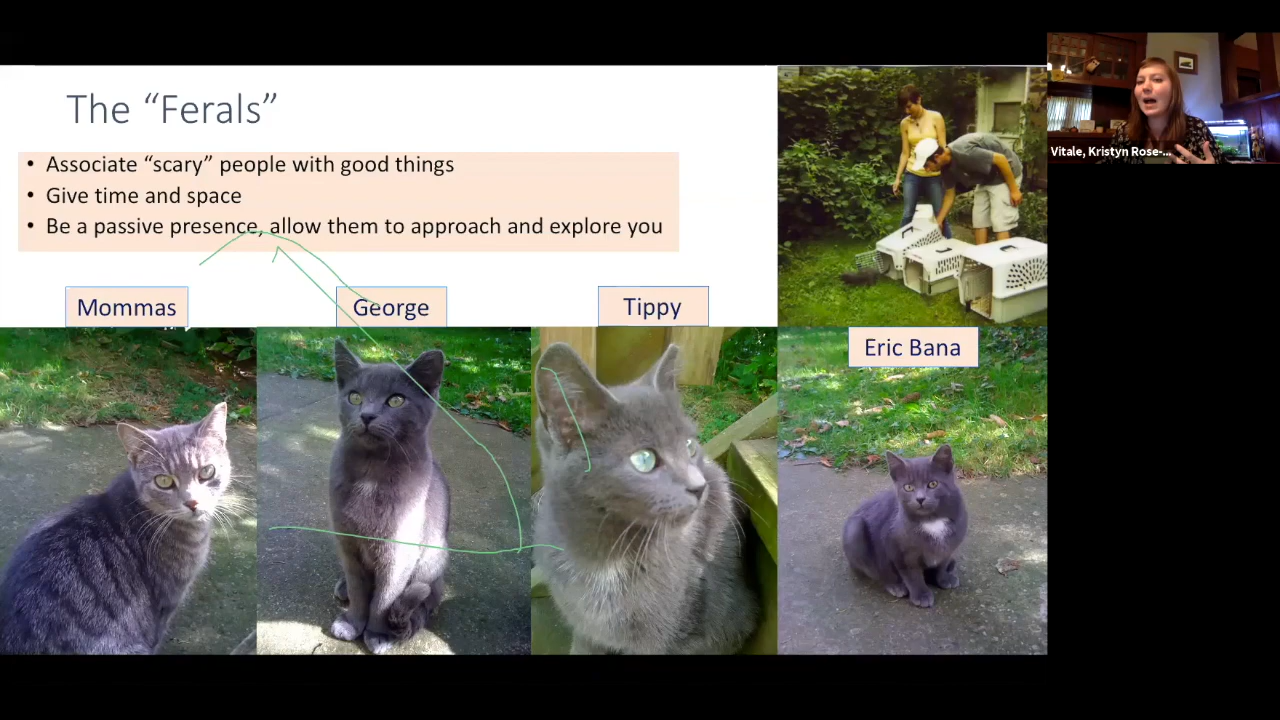 The “Ferals”
• Associate “scary” people with good things
• Give time and space
• Be a passive presence, allow them to approach and explore you
Mommas
George
Tippy
Eric Bana
Vitale, Kristyn Rose-...